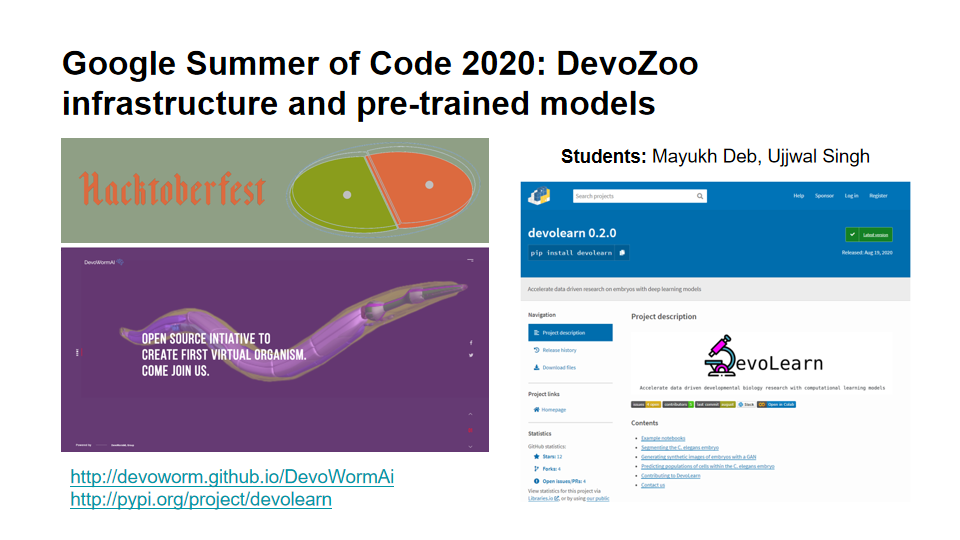 Google Summer of Code 2020: DevoZoo
infrastructure and pre-trained models
Hacktoberfest
Students: Mayukh Deb, Ujjwal Singh
DevoWormAi
OPEN SOURCE INTIATIVE TO
CREATE FIRST VIRTUAL ORGANISM.
COME JOIN US.
Powered by
http://devoworm.github.io/DevoWormAi
http://pypi.org/project/devolearn
Search projects
Help Sponsor Log in Register
devolearn 0.2.0
Latest version
pip install devolearn
Released: Aug 19, 2020
Accelerate data driven research on embryos with deep learning models
Navigation
Project description
Release history
Download files
Project links
Homepage
Statistics
GitHub statistics:
Stars: 12
Forks: 4
Open issues/PRs: 4
View statistics for this project via
Libraries.io, or by using our public
Project description
evoLearn
Accelerate data driven developmental biology research with computational learning models
Open in Colab
Contents
Example notebooks
Segmenting the C. elegans embryo
Generating synthetic images of embryos with a GAN
Predicting populations of cells within the C. elegans embryo
Contributing to DevoLearn
Contact us